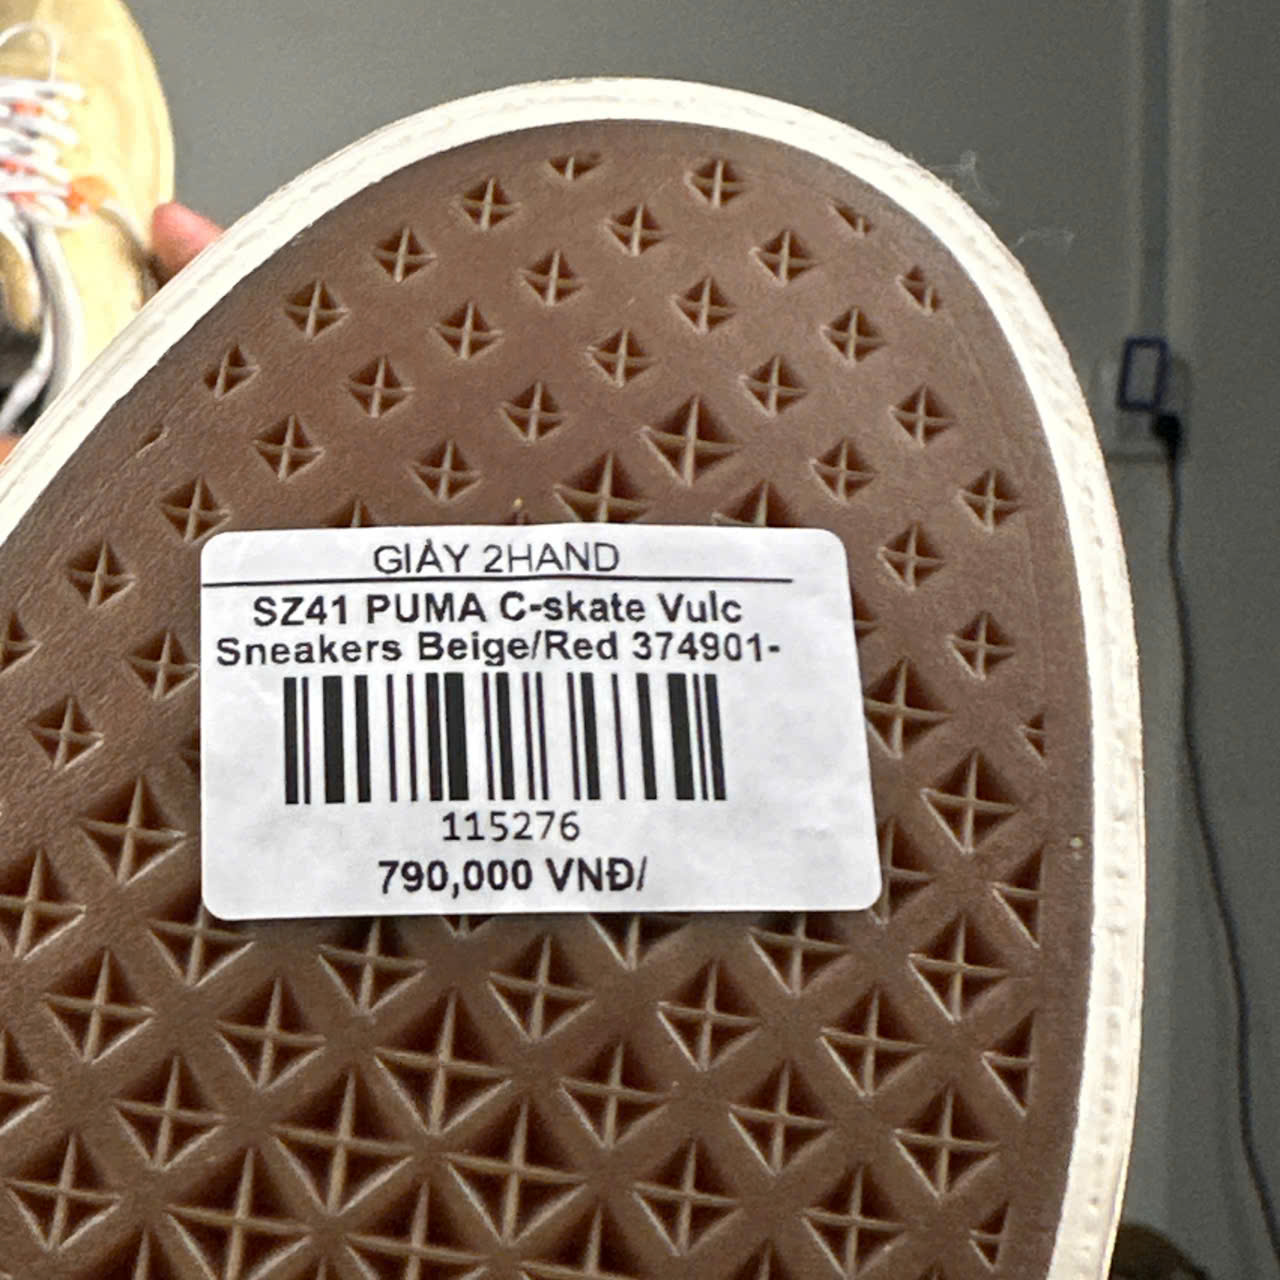 GIÀY 2HAND
SZ41 PUMA C-skate Vulc
Sneakers Beige/Red 374901-
115276
790,000 VNĐ/